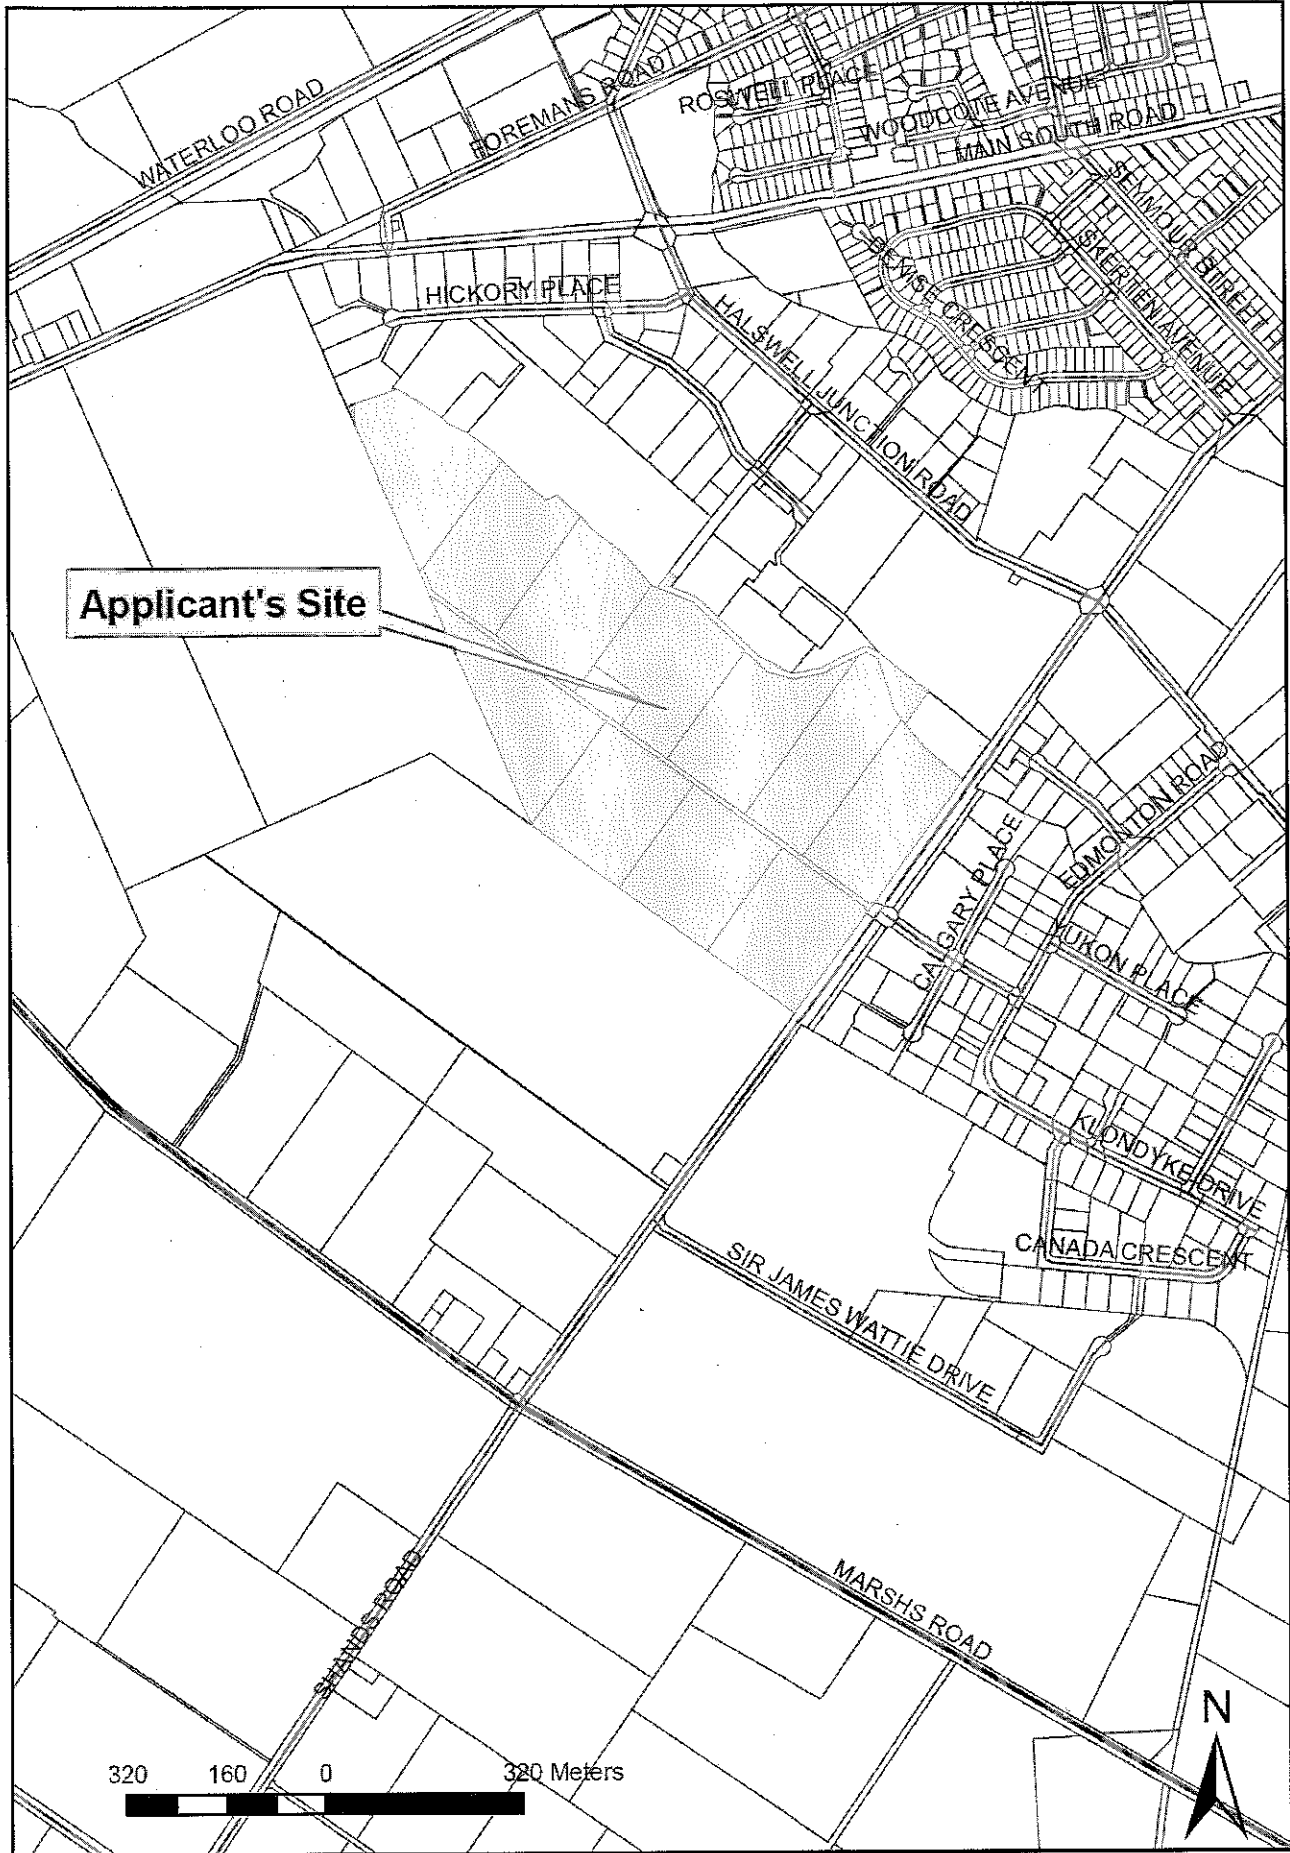 WATERLOO ROAD
FOREMANS ROAD
ROSWELL PLACE
WOODCOTE AVENUE
MAIN SOUTH ROAD
SEYMOUR STREET
SKERTEN AVENUE
DENISE CRESCENT
HICKORY PLACE
HALSWELL JUNCTION ROAD
Applicant's Site
EDMONTON ROAD
CALGARY PLACE
YUKON PLACE
KLONDYKE DRIVE
CANADA CRESCENT
SIR JAMES WATTIE DRIVE
MARSHS ROAD
SHANDS ROAD
N
320 160 0 320 Meters